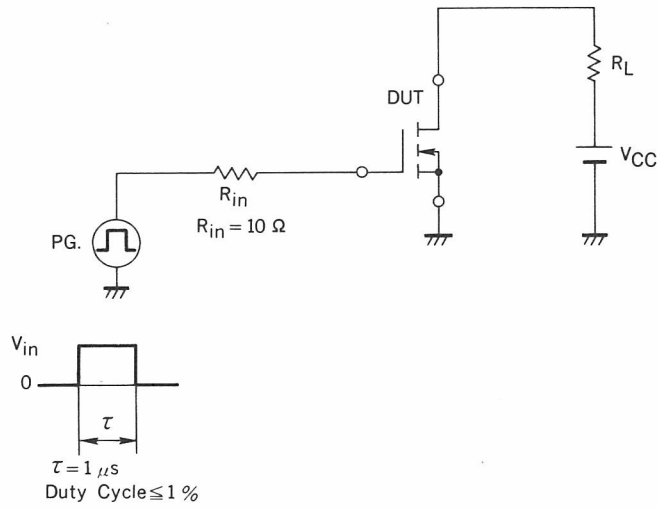 DUT
R_L
V_CC
R_in
R_in = 10 Ω
PG.
V_in
0
τ
τ = 1 μs
Duty Cycle ≦ 1 %